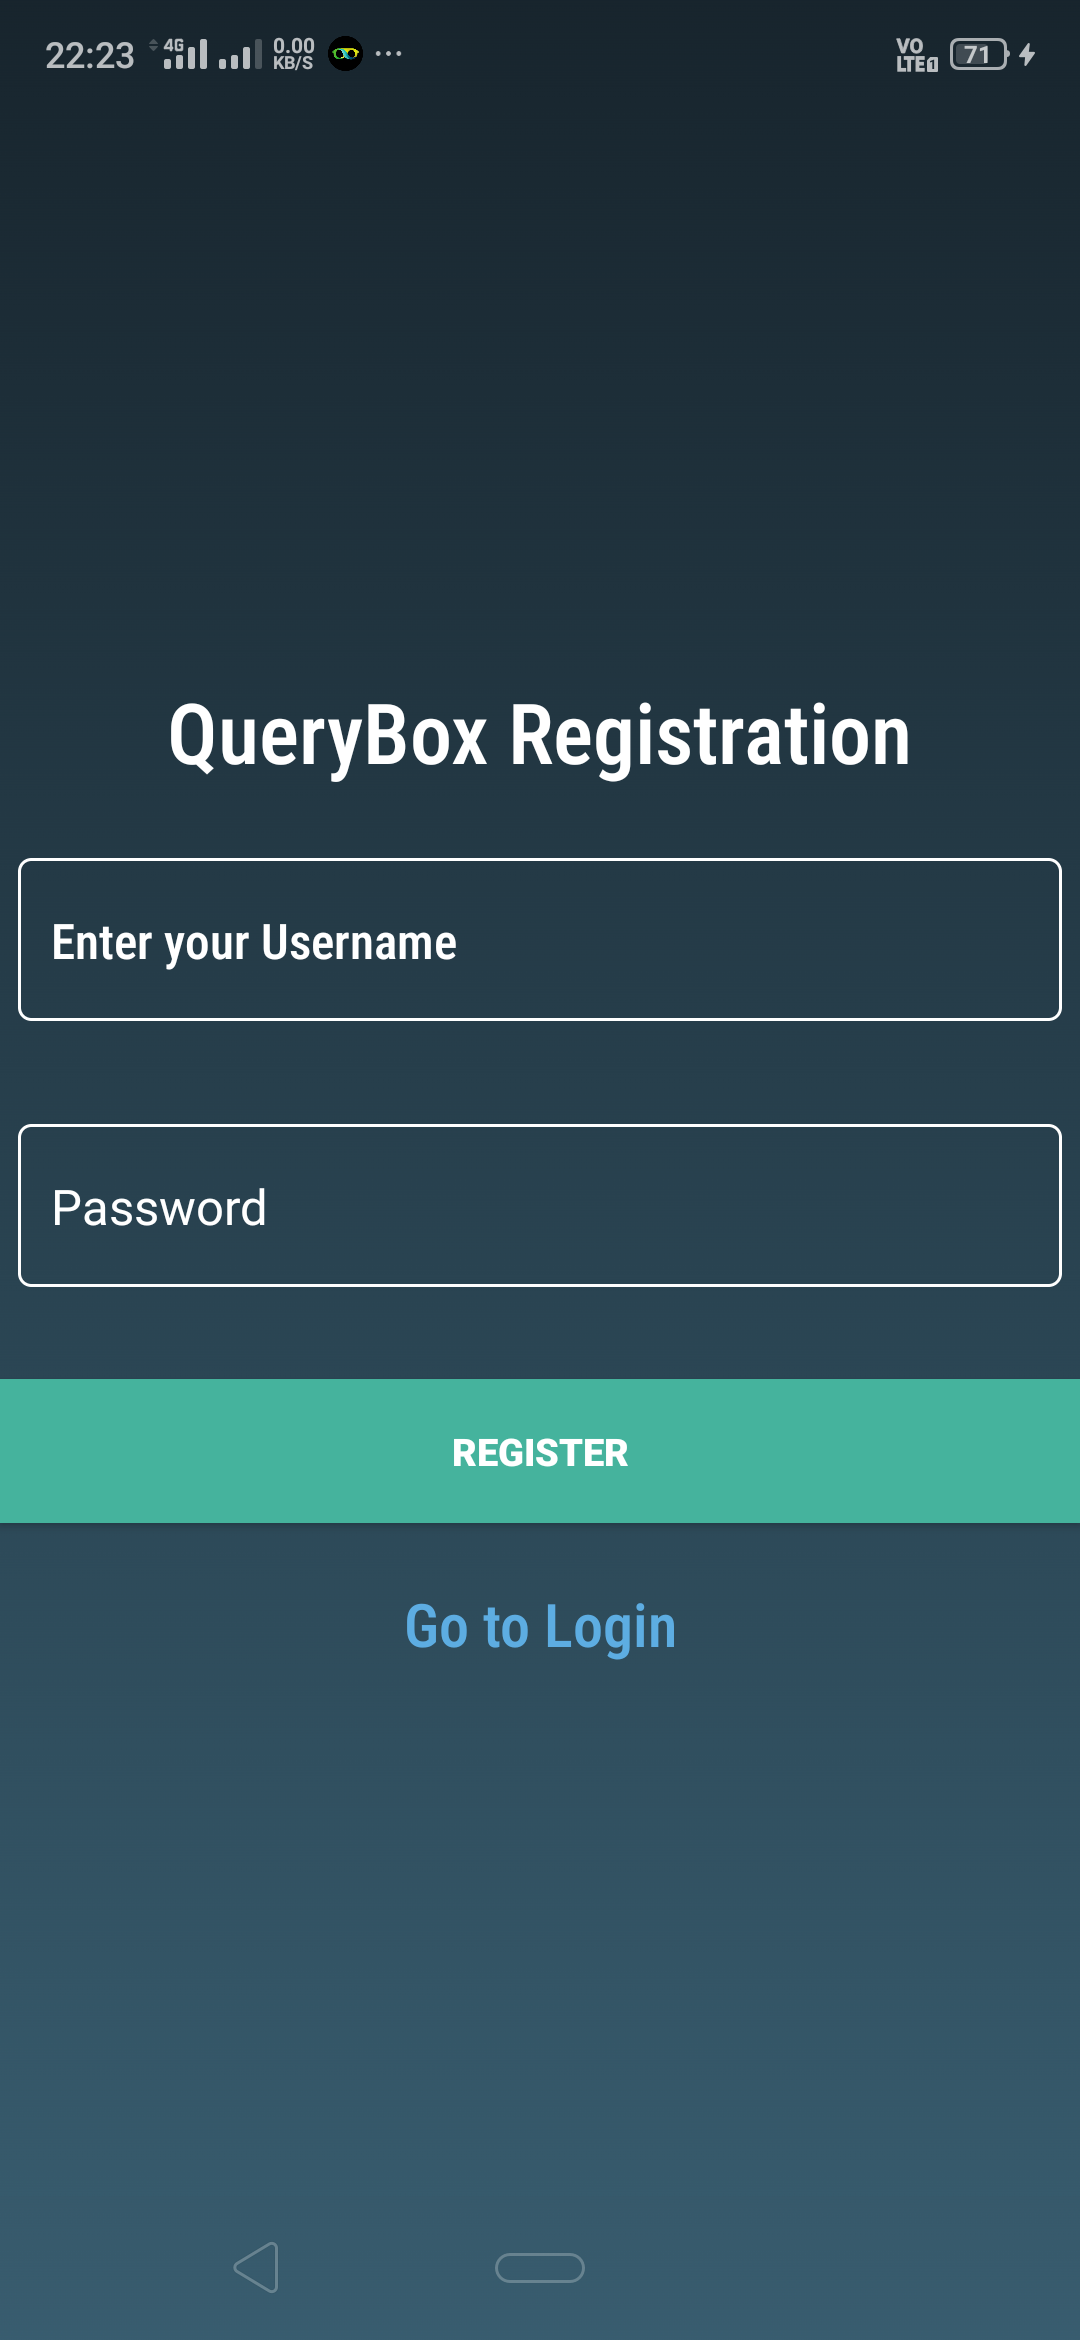 22:23 4G 0.00 KB/S ... VO LTE 1 71
QueryBox Registration
Enter your Username
Password
REGISTER
Go to Login